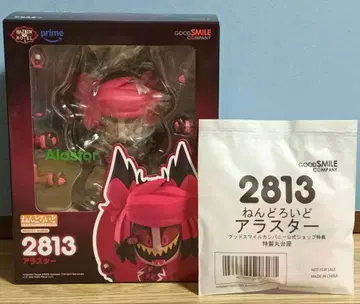 HAZBIN
HOTEL
prime
GOOD SMILE
COMPANY
Alastor
ねんどろいど
2813
アラスター
GOOD SMILE
COMPANY
2813
ねんどろいど
アラスター
グッドスマイルカンパニー公式ショップ特典
特製丸台座
NOT FOR SALE
MADE IN CHINA